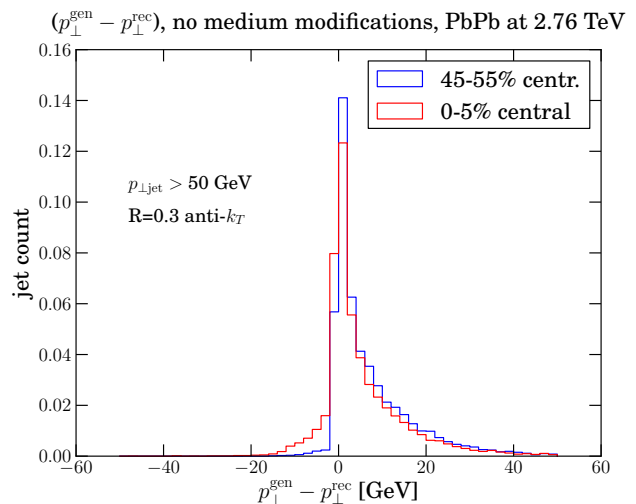 (p⊥^gen − p⊥^rec), no medium modifications, PbPb at 2.76 TeV
0.16
0.14
0.12
0.10
0.08
0.06
0.04
0.02
0.00
jet count
45-55% centr.
0-5% central
p⊥jet > 50 GeV
R=0.3 anti-k_T
−60
−40
−20
0
20
40
60
p⊥^gen − p⊥^rec [GeV]